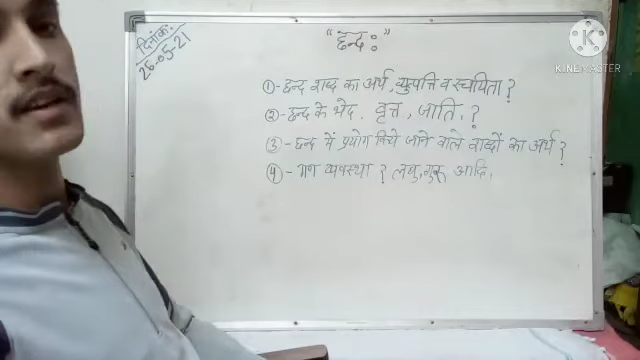 दिनांक:
26-05-21
"छन्दः"
①-छन्द शब्द का अर्थ, व्युत्पत्ति व रचयिता?
②-छन्द के भेद. वृत्त, जाति.?
③-छन्द में प्रयोग किये जाने वाले शब्दों का अर्थ?
④-गण व्यवस्था? लघु,गुरू आदि.
KINEMASTER